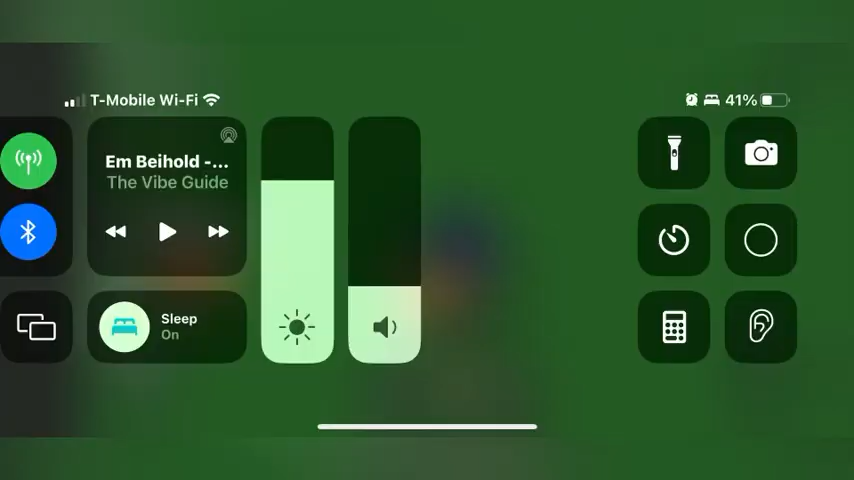 T-Mobile Wi-Fi
41%
Em Beihold -...
The Vibe Guide
Sleep
On